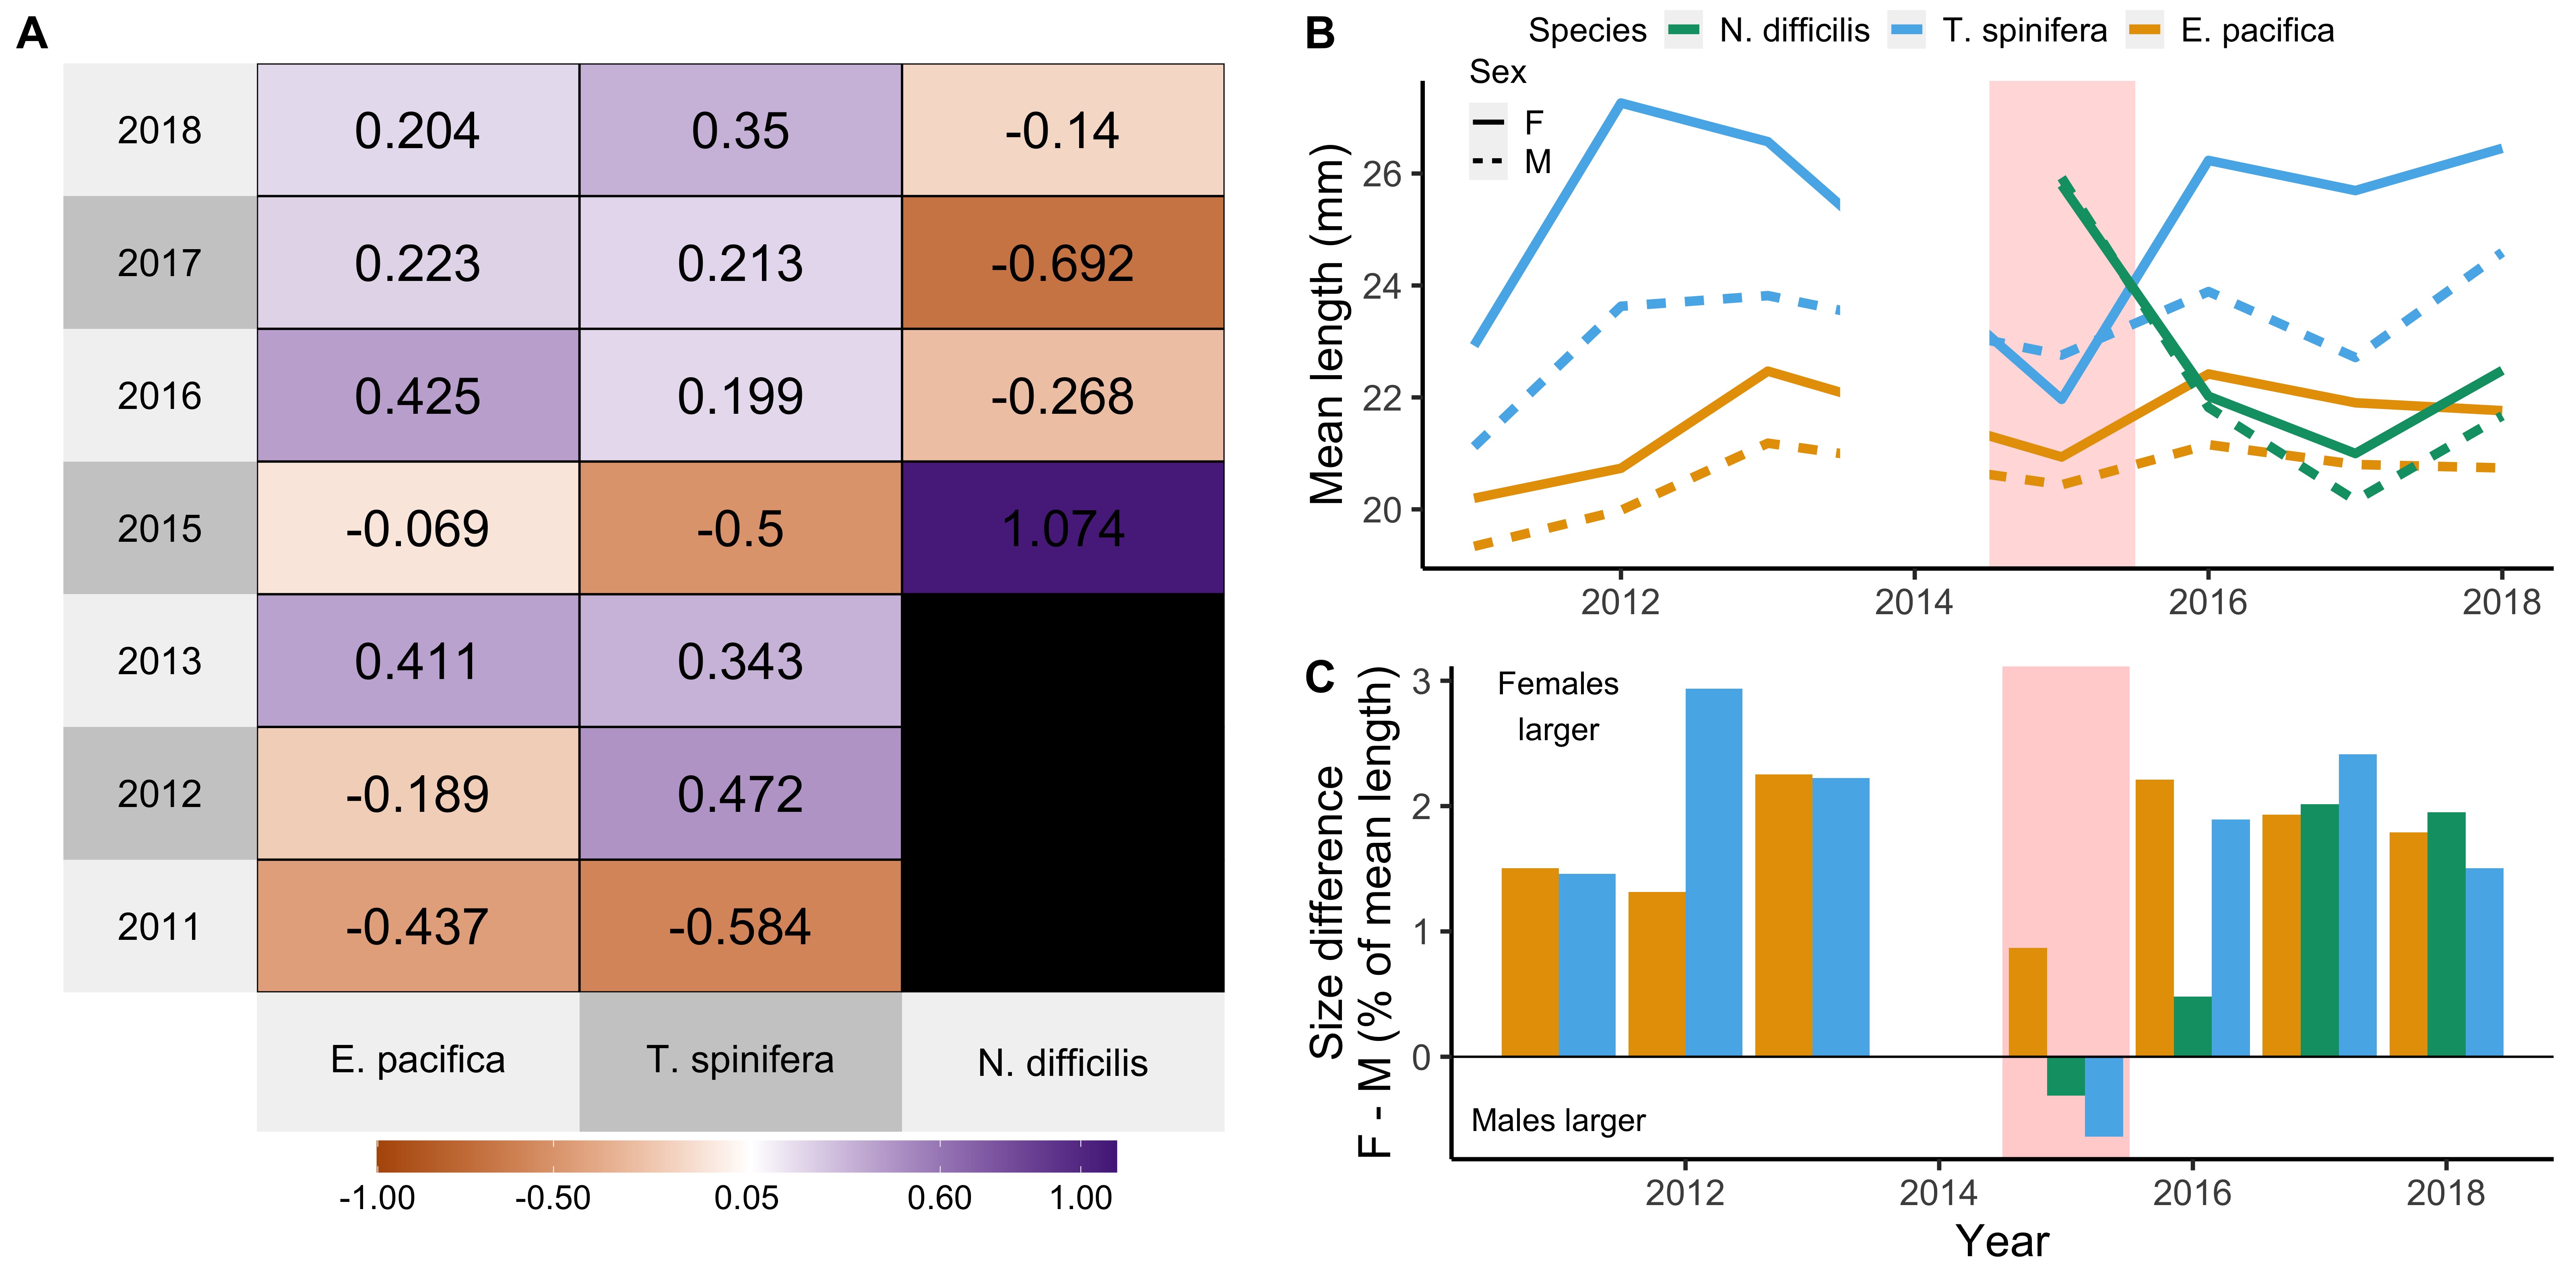 A
2018 0.204 0.35 -0.14
2017 0.223 0.213 -0.692
2016 0.425 0.199 -0.268
2015 -0.069 -0.5 1.074
2013 0.411 0.343
2012 -0.189 0.472
2011 -0.437 -0.584
E. pacifica T. spinifera N. difficilis
-1.00 -0.50 0.05 0.60 1.00
B
Species N. difficilis T. spinifera E. pacifica
Sex
F
M
Mean length (mm)
26
24
22
20
2012 2014 2016 2018
C
Females
larger
Males larger
Size difference
F - M (% of mean length)
3
2
1
0
2012 2014 2016 2018
Year